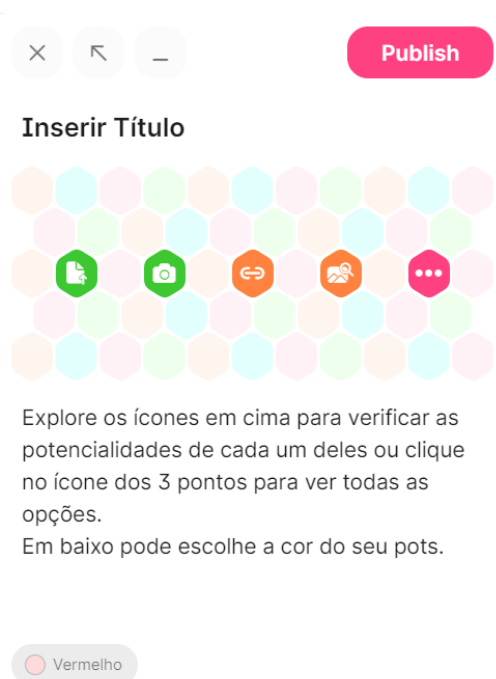 Publish
Inserir Título
Explore os ícones em cima para verificar as
potencialidades de cada um deles ou clique
no ícone dos 3 pontos para ver todas as
opções.
Em baixo pode escolhe a cor do seu pots.
Vermelho